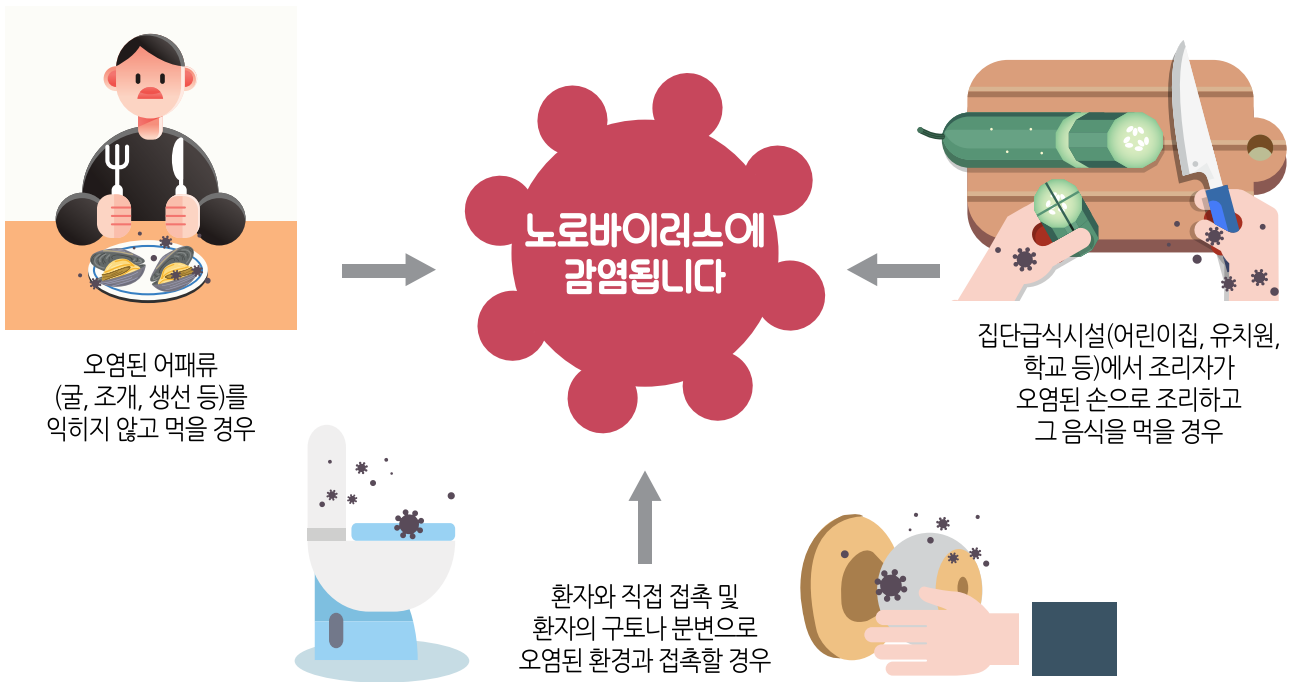 노로바이러스에
감염됩니다
오염된 어패류
(굴, 조개, 생선 등)를
익히지 않고 먹을 경우
집단급식시설(어린이집, 유치원,
학교 등)에서 조리자가
오염된 손으로 조리하고
그 음식을 먹을 경우
환자와 직접 접촉 및
환자의 구토나 분변으로
오염된 환경과 접촉할 경우